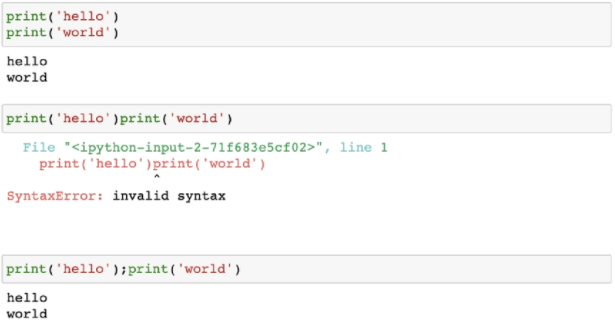 print('hello')
print('world')
hello
world
print('hello')print('world')
File "<ipython-input-2-71f683e5cf02>", line 1
print('hello')print('world')
^
SyntaxError: invalid syntax
print('hello');print('world')
hello
world